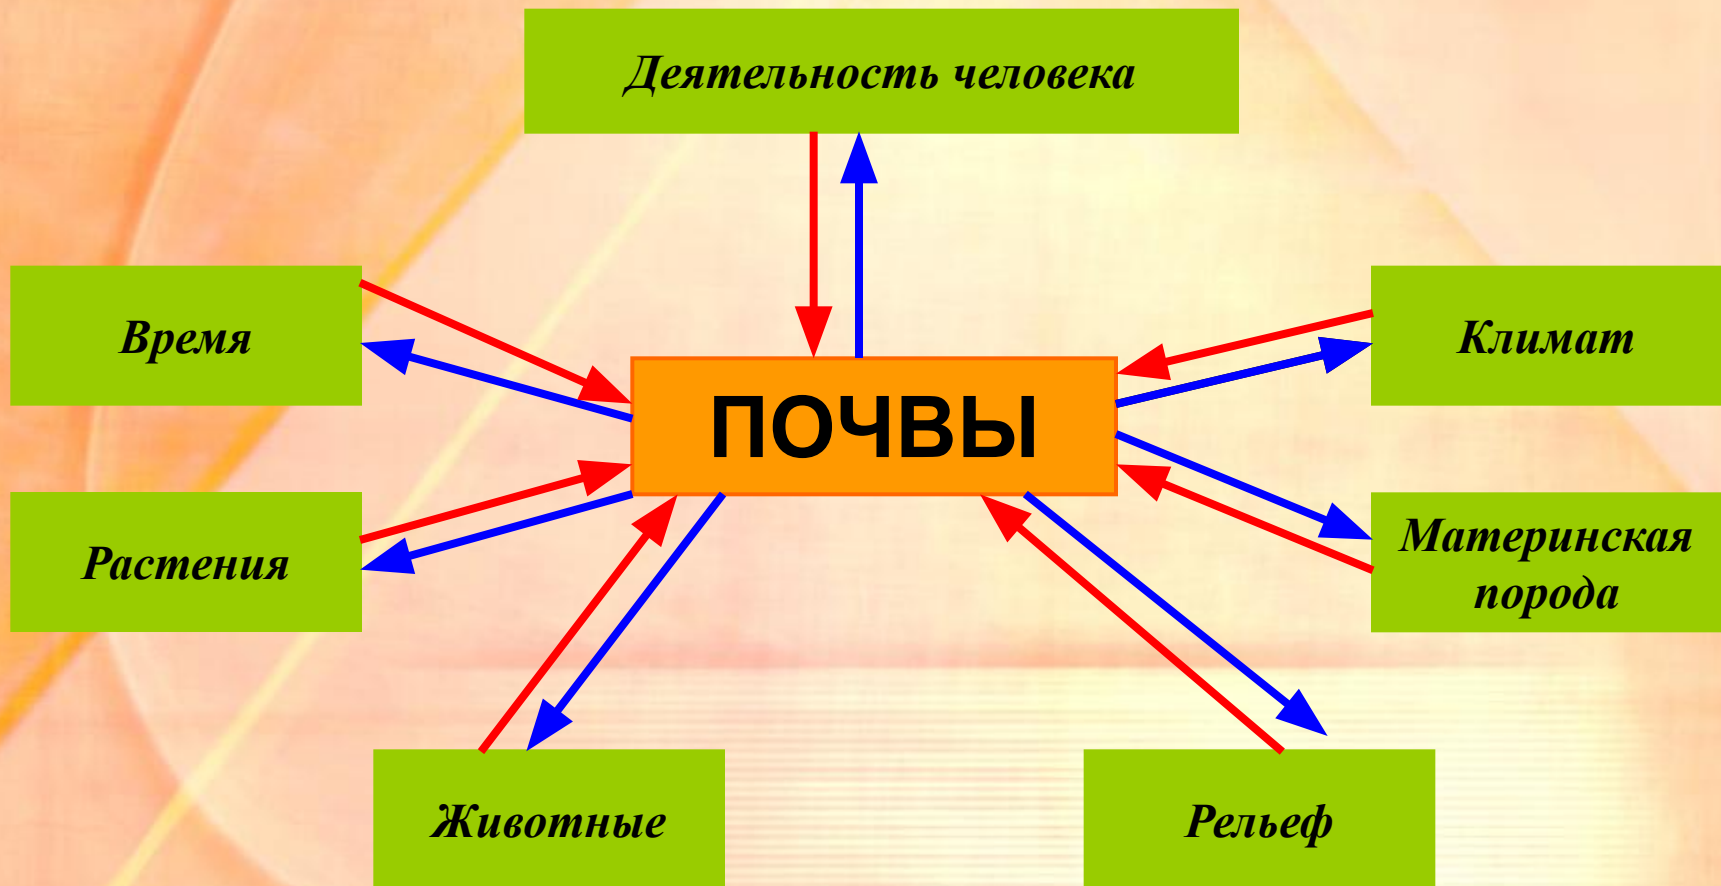 Деятельность человека
Время
Климат
ПОЧВЫ
Растения
Материнская
порода
Животные
Рельеф